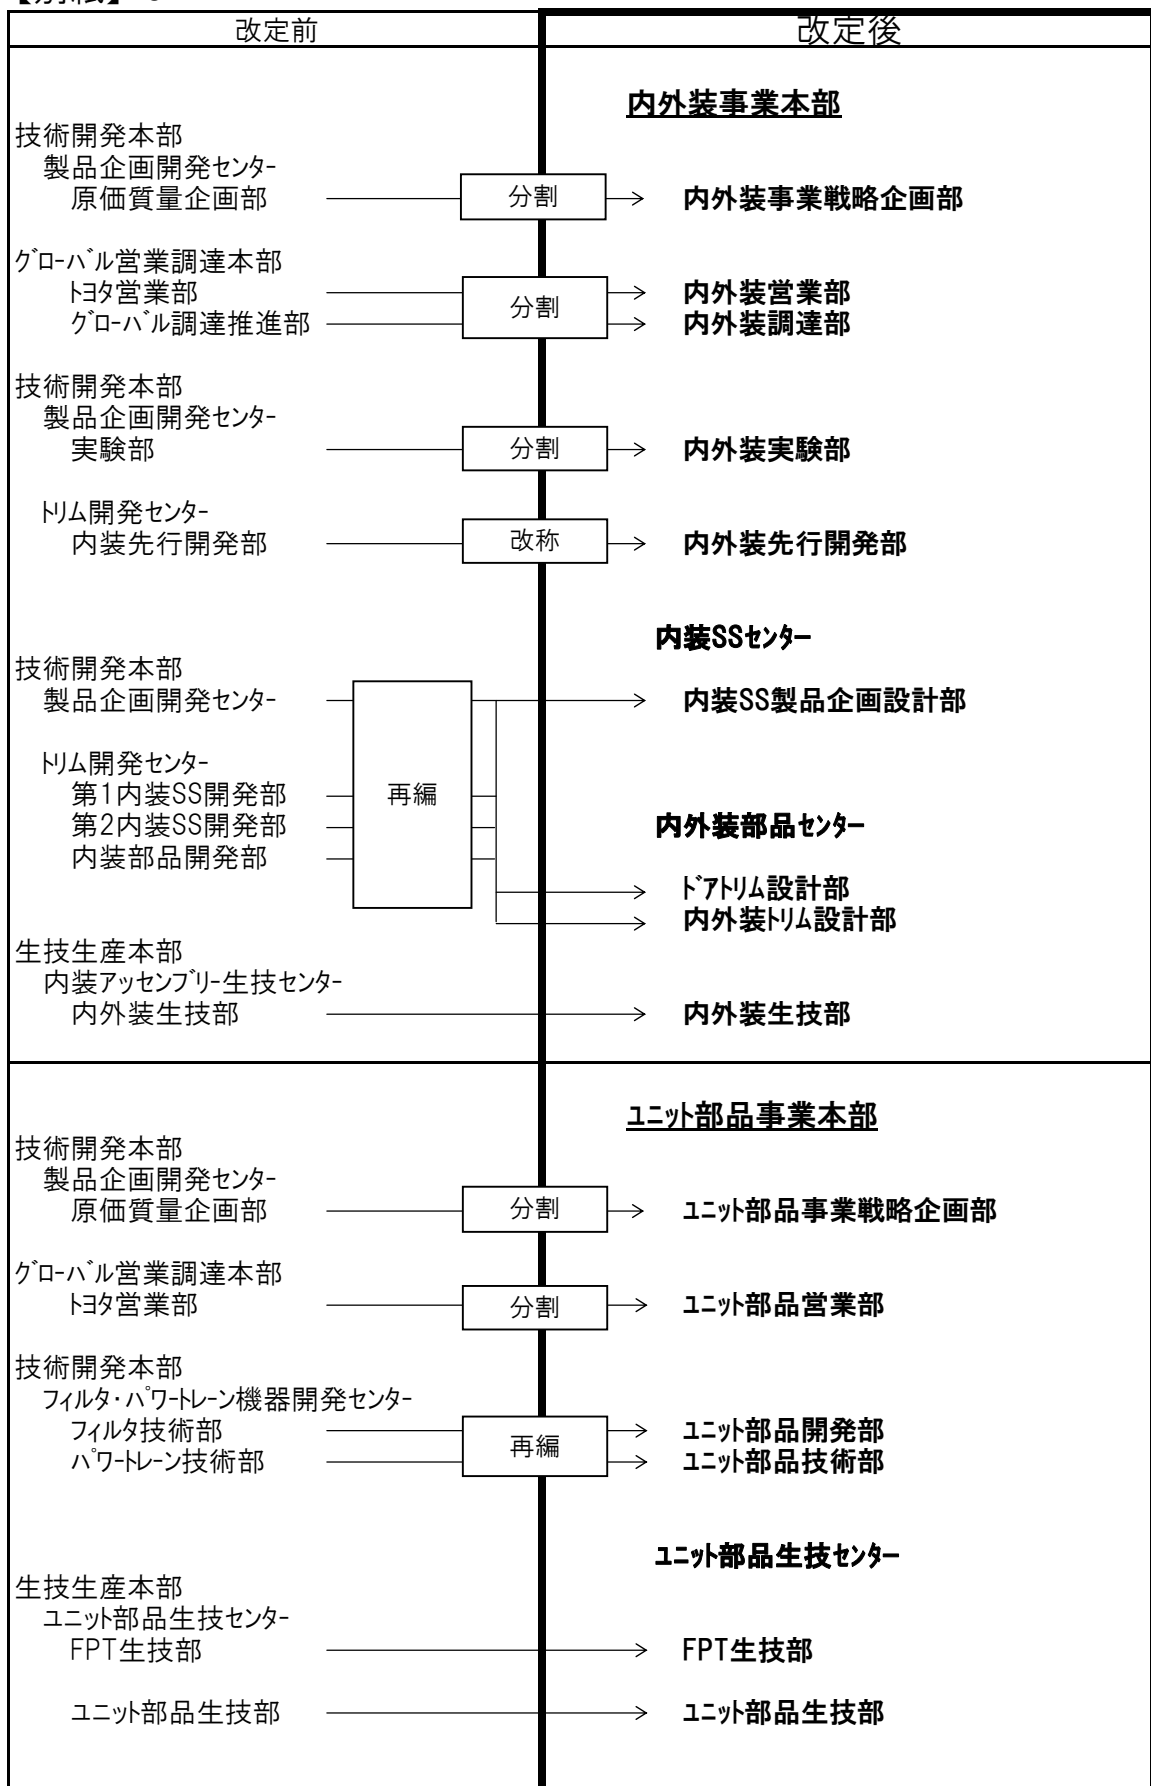 改定前
改定後
内外装事業本部
技術開発本部
製品企画開発センター
原価質量企画部
分割
内外装事業戦略企画部
グローバル営業調達本部
トヨタ営業部
分割
内外装営業部
グローバル調達推進部
内外装調達部
技術開発本部
製品企画開発センター
実験部
分割
内外装実験部
トリム開発センター
内装先行開発部
改称
内外装先行開発部
内装SSセンター
技術開発本部
製品企画開発センター
内装SS製品企画設計部
トリム開発センター
第1内装SS開発部
再編
第2内装SS開発部
内外装部品センター
内装部品開発部
ドアトリム設計部
内外装トリム設計部
生技生産本部
内装アッセンブリー生技センター
内外装生技部
内外装生技部
ユニット部品事業本部
技術開発本部
製品企画開発センター
原価質量企画部
分割
ユニット部品事業戦略企画部
グローバル営業調達本部
トヨタ営業部
分割
ユニット部品営業部
技術開発本部
フィルタ・パワートレーン機器開発センター
フィルタ技術部
再編
ユニット部品開発部
パワートレーン技術部
ユニット部品技術部
ユニット部品生技センター
生技生産本部
ユニット部品生技センター
FPT生技部
FPT生技部
ユニット部品生技部
ユニット部品生技部